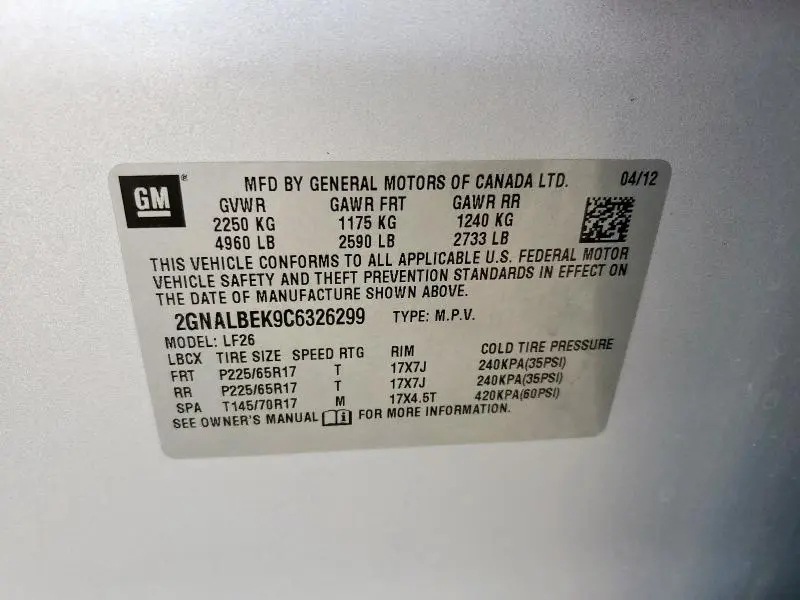 GM® MFD BY GENERAL MOTORS OF CANADA LTD. 04/12
GVWR GAWR FRT GAWR RR
2250 KG 1175 KG 1240 KG
4960 LB 2590 LB 2733 LB
THIS VEHICLE CONFORMS TO ALL APPLICABLE U.S. FEDERAL MOTOR
VEHICLE SAFETY AND THEFT PREVENTION STANDARDS IN EFFECT ON
THE DATE OF MANUFACTURE SHOWN ABOVE.
2GNALBEK9C6326299 TYPE: M.P.V.
MODEL: LF26
LBCX TIRE SIZE SPEED RTG RIM COLD TIRE PRESSURE
FRT P225/65R17 T 17X7J 240KPA(35PSI)
RR P225/65R17 T 17X7J 240KPA(35PSI)
SPA T145/70R17 M 17X4.5T 420KPA(60PSI)
SEE OWNER'S MANUAL i FOR MORE INFORMATION.